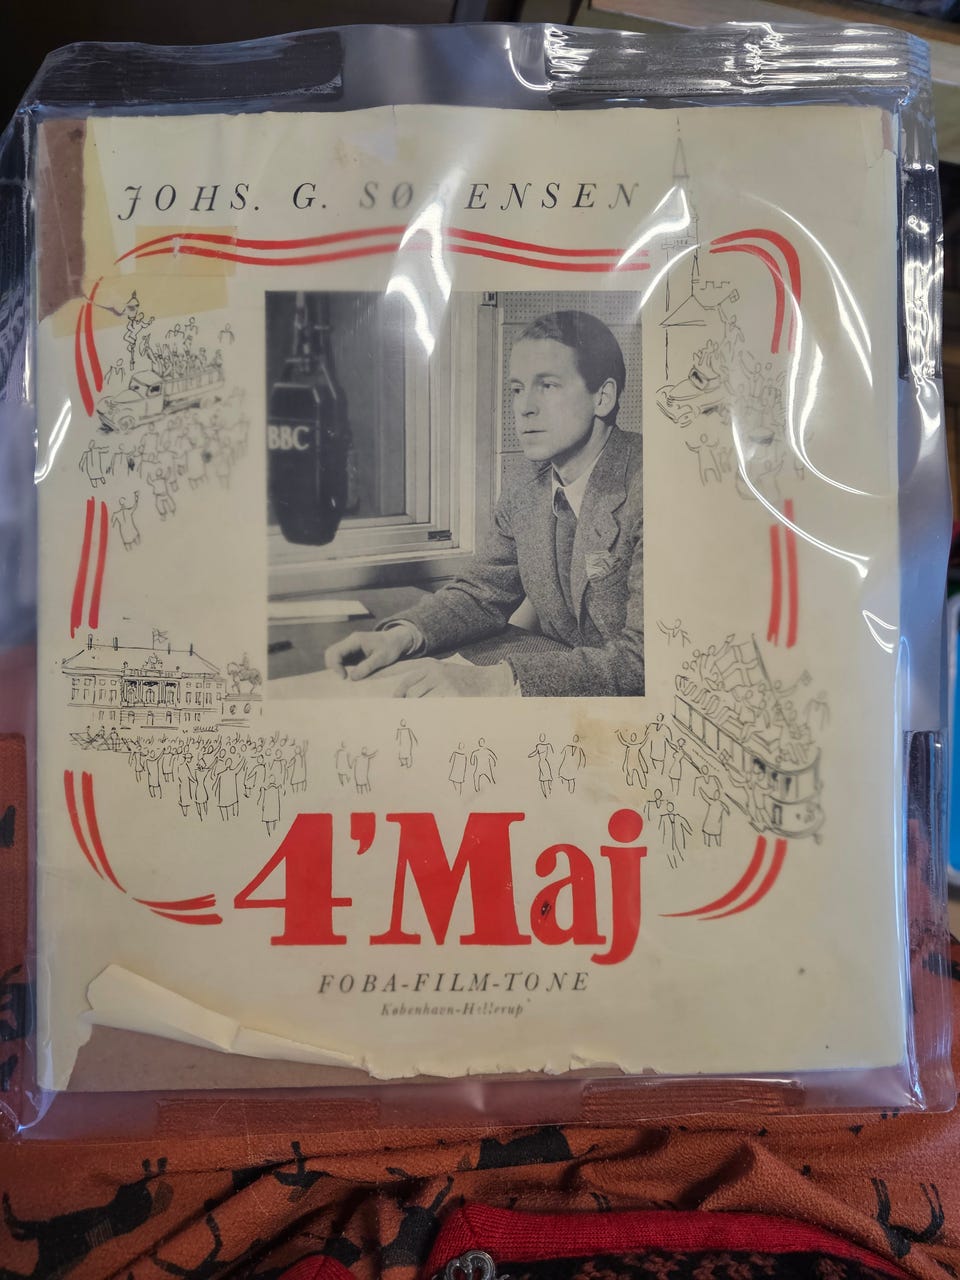 JOHS. G. SØRENSEN
BBC
4'Maj
FOBA-FILM-TONE
København-Hellerup